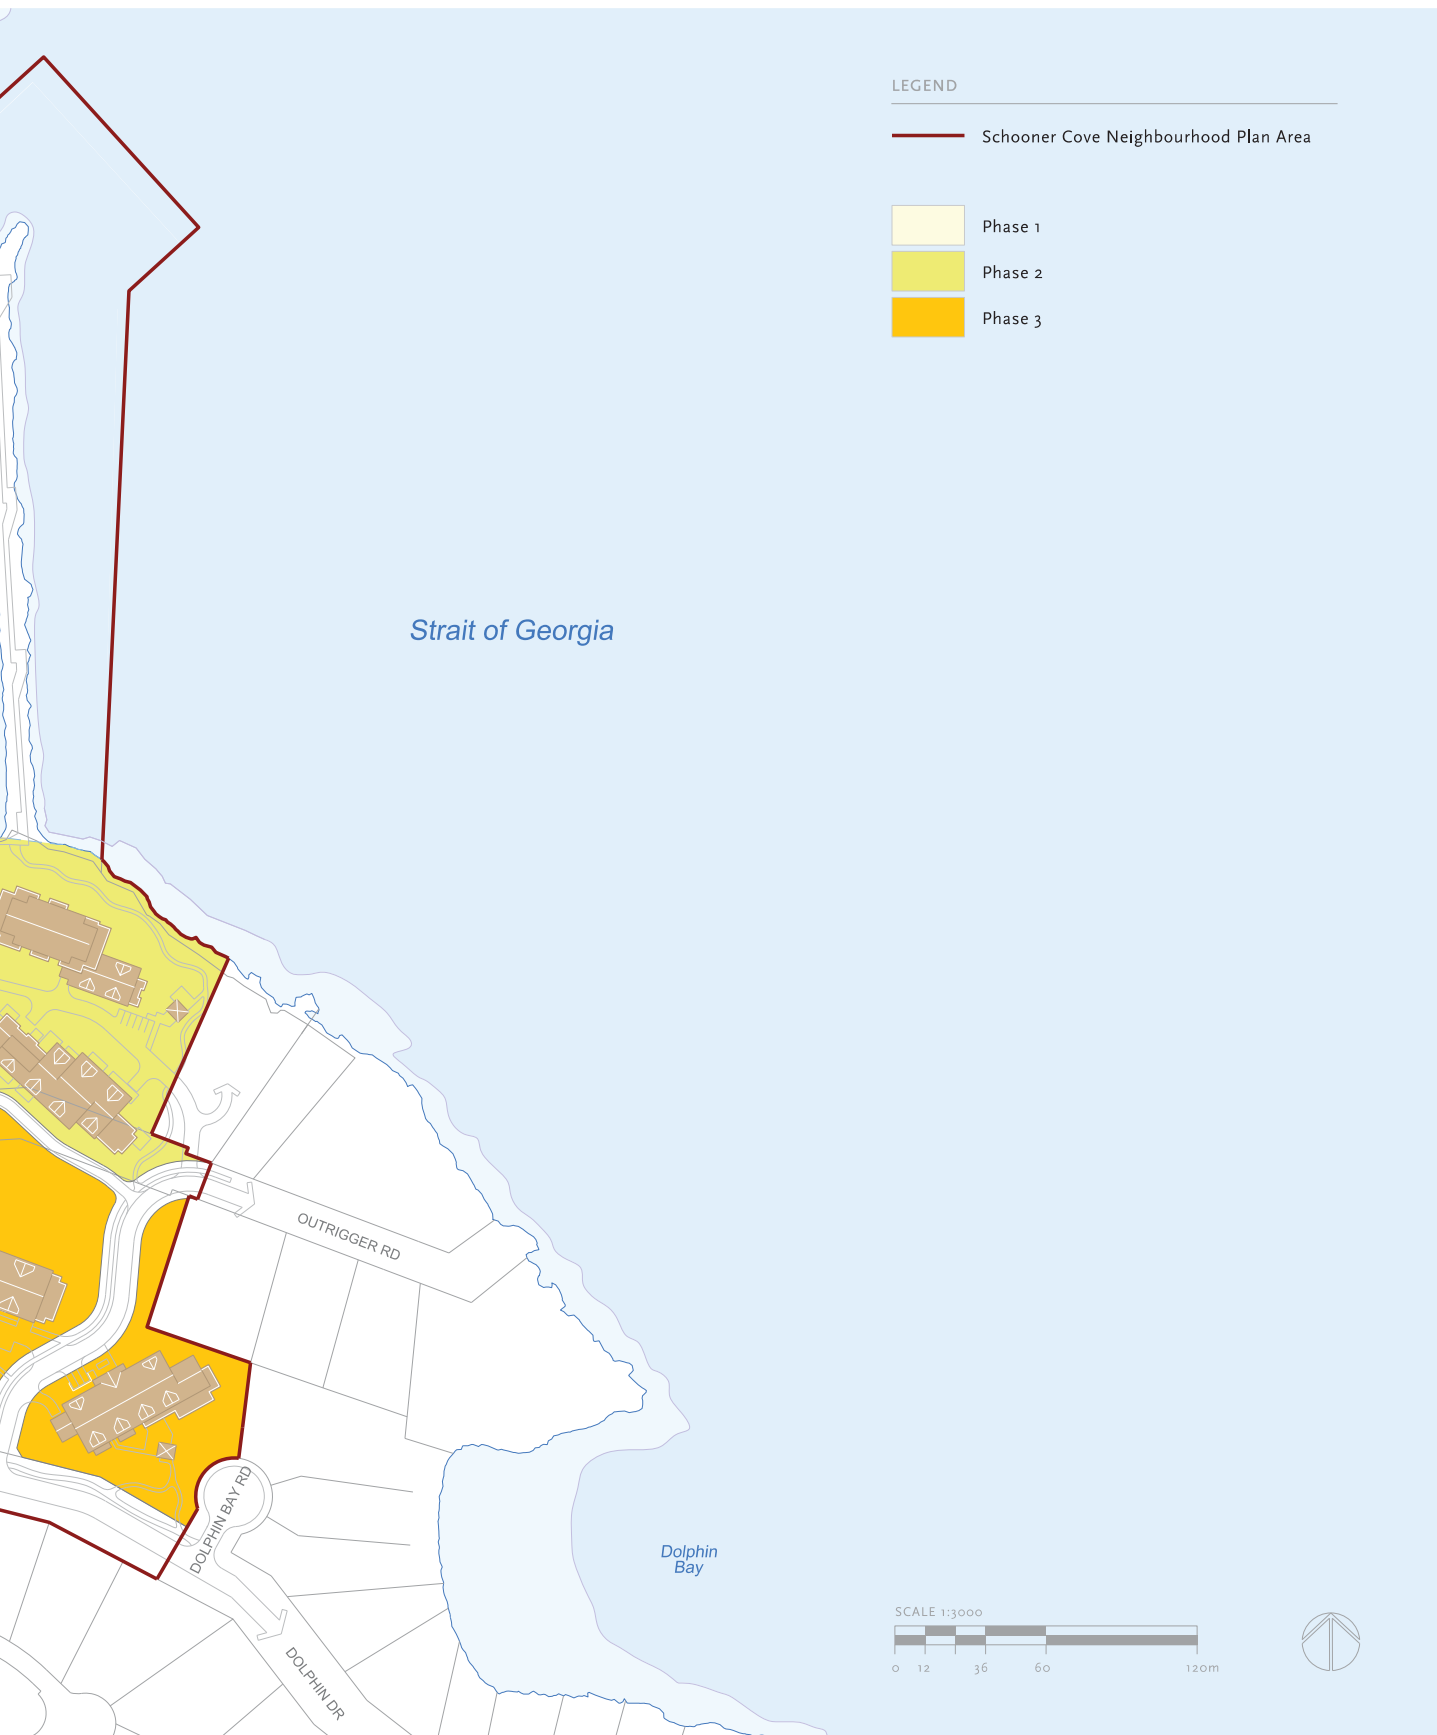 LEGEND
Schooner Cove Neighbourhood Plan Area
Phase 1
Phase 2
Phase 3
Strait of Georgia
OUTRIGGER RD
DOLPHIN BAY RD
Dolphin
Bay
DOLPHIN DR
SCALE 1:3000
0 12 36 60 120m